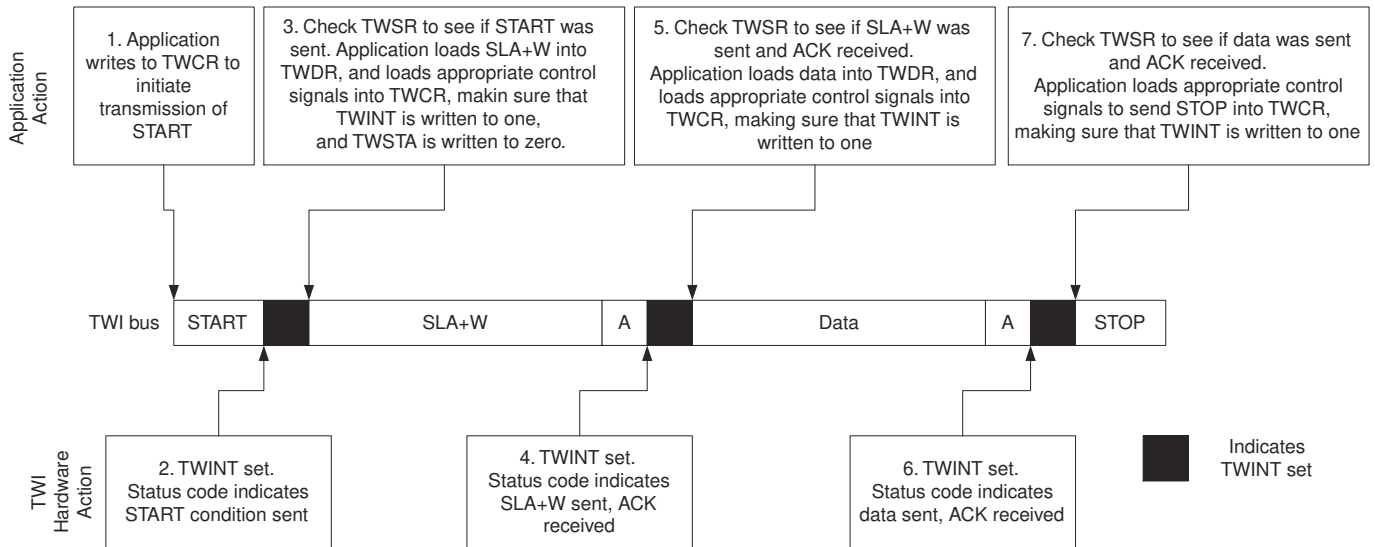 Application
Action
1. Application
writes to TWCR to
initiate
transmission of
START
3. Check TWSR to see if START was
sent. Application loads SLA+W into
TWDR, and loads appropriate control
signals into TWCR, makin sure that
TWINT is written to one,
and TWSTA is written to zero.
5. Check TWSR to see if SLA+W was
sent and ACK received.
Application loads data into TWDR, and
loads appropriate control signals into
TWCR, making sure that TWINT is
written to one
7. Check TWSR to see if data was sent
and ACK received.
Application loads appropriate control
signals to send STOP into TWCR,
making sure that TWINT is written to one
TWI bus
START
SLA+W
A
Data
A
STOP
TWI
Hardware
Action
2. TWINT set.
Status code indicates
START condition sent
4. TWINT set.
Status code indicates
SLA+W sent, ACK
received
6. TWINT set.
Status code indicates
data sent, ACK received
Indicates
TWINT set